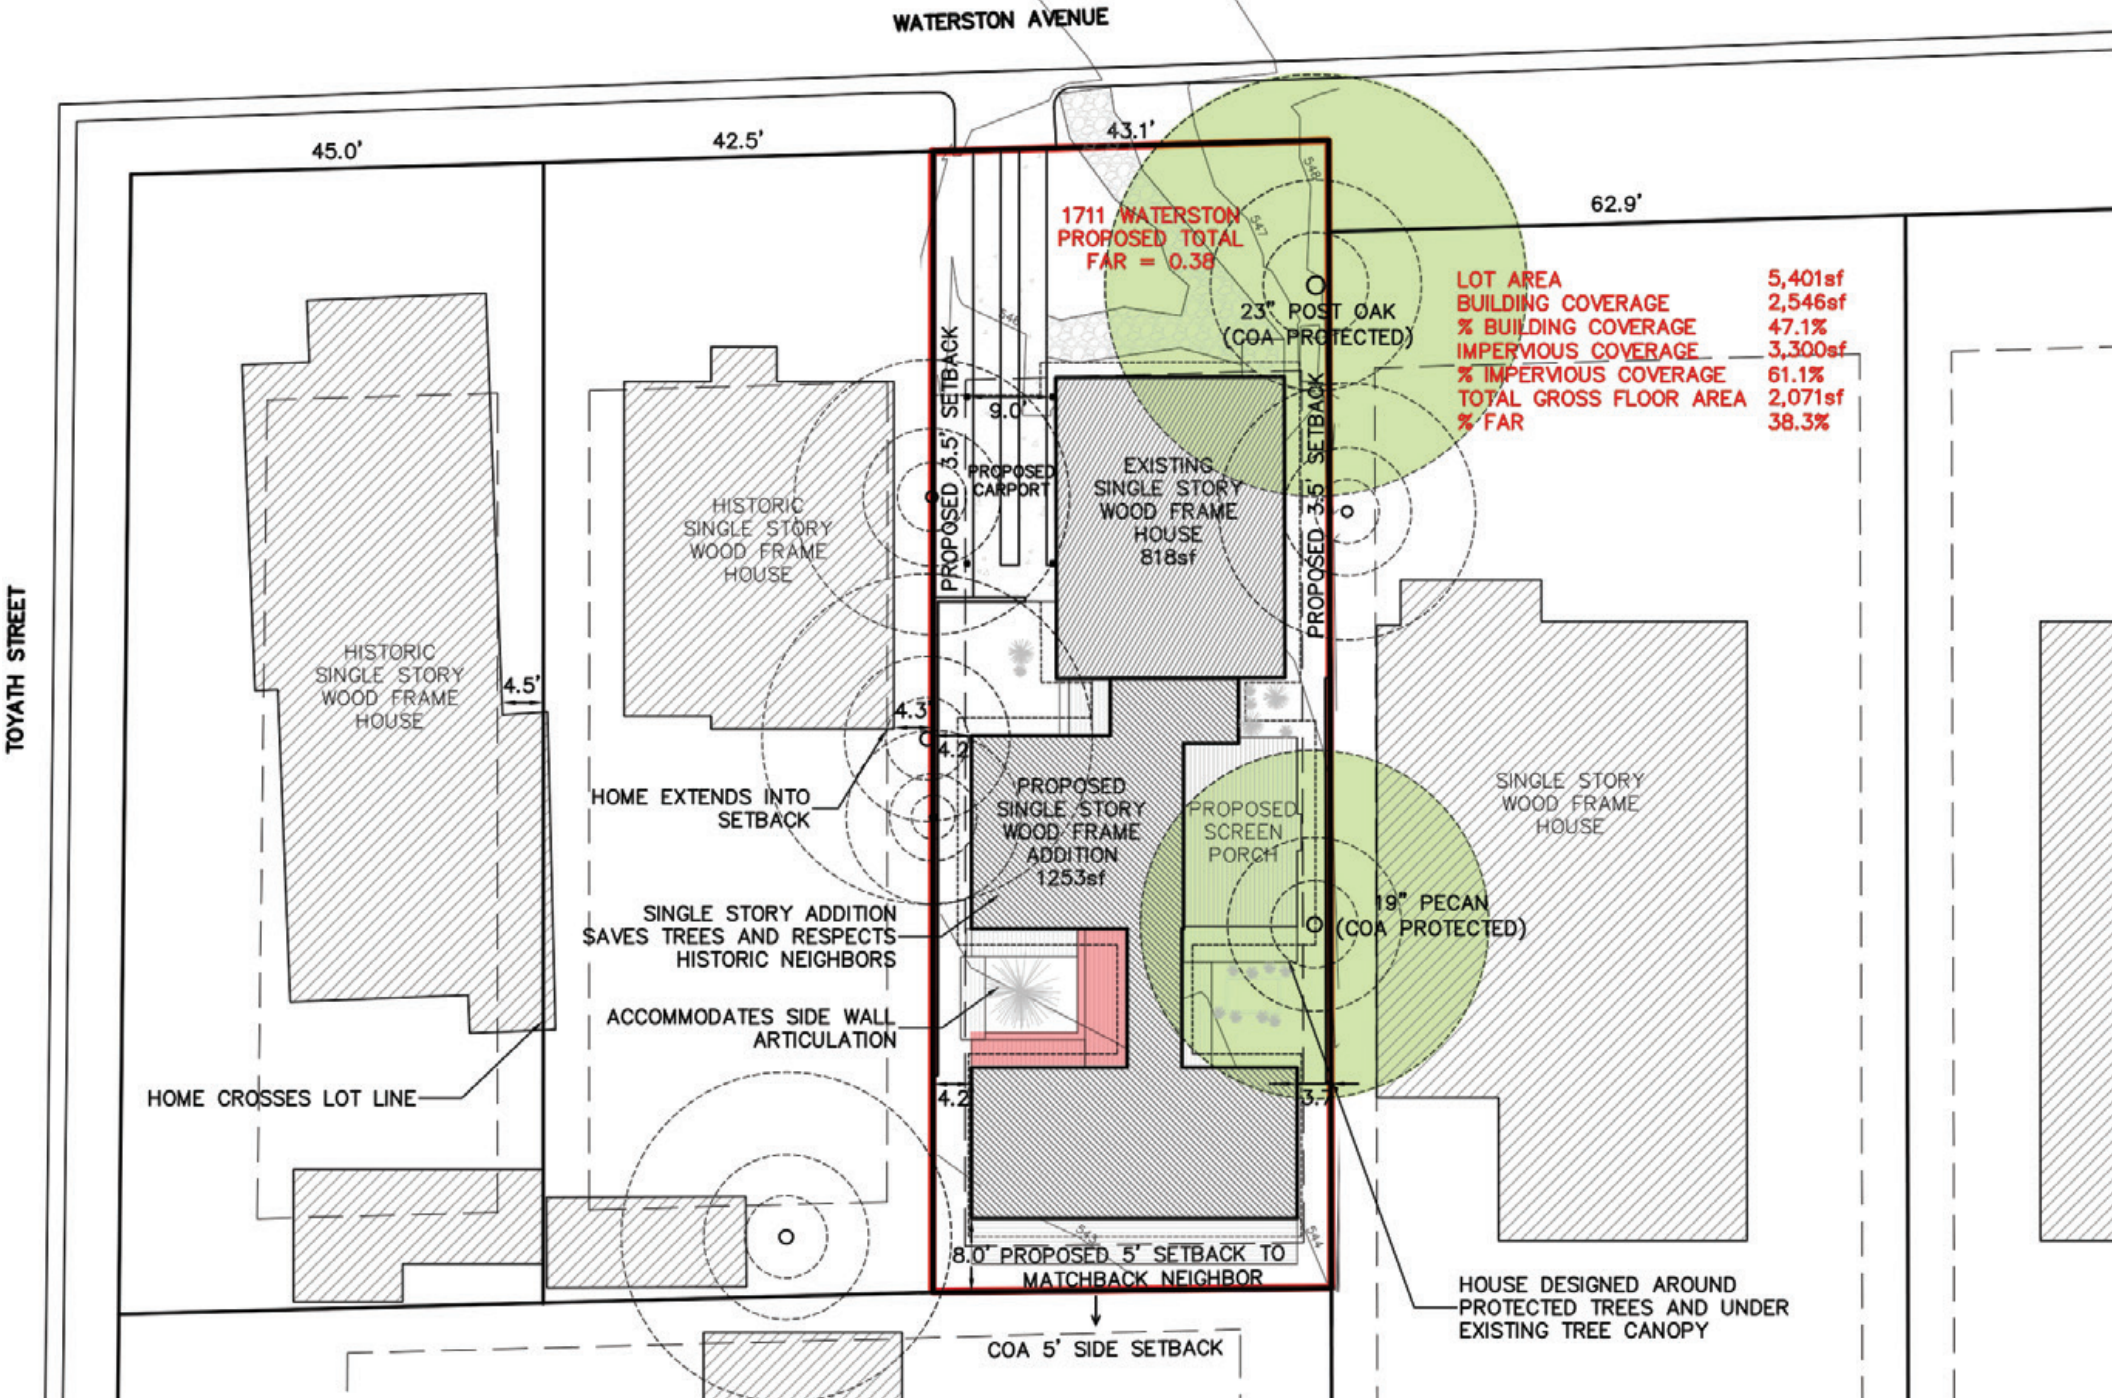 WATERSTON AVENUE
45.0'
42.5'
43.1'
62.9'
1711 WATERSTON
PROPOSED TOTAL
FAR = 0.38
548
547
546
23" POST OAK
(COA PROTECTED)
LOT AREA 5,401sf
BUILDING COVERAGE 2,546sf
% BUILDING COVERAGE 47.1%
IMPERVIOUS COVERAGE 3,300sf
% IMPERVIOUS COVERAGE 61.1%
TOTAL GROSS FLOOR AREA 2,071sf
% FAR 38.3%
PROPOSED 3.5' SETBACK
9.0'
PROPOSED
CARPORT
EXISTING
SINGLE STORY
WOOD FRAME
HOUSE
818sf
PROPOSED 3.5' SETBACK
HISTORIC
SINGLE STORY
WOOD FRAME
HOUSE
TOYATH STREET
HISTORIC
SINGLE STORY
WOOD FRAME
HOUSE
4.5'
4.3'
4.2'
HOME EXTENDS INTO
SETBACK
PROPOSED
SINGLE STORY
WOOD FRAME
ADDITION
1253sf
PROPOSED
SCREEN
PORCH
SINGLE STORY
WOOD FRAME
HOUSE
19" PECAN
(COA PROTECTED)
SINGLE STORY ADDITION
SAVES TREES AND RESPECTS
HISTORIC NEIGHBORS
ACCOMMODATES SIDE WALL
ARTICULATION
HOME CROSSES LOT LINE
4.2'
3.7'
543
544
8.0' PROPOSED 5' SETBACK TO
MATCHBACK NEIGHBOR
COA 5' SIDE SETBACK
HOUSE DESIGNED AROUND
PROTECTED TREES AND UNDER
EXISTING TREE CANOPY